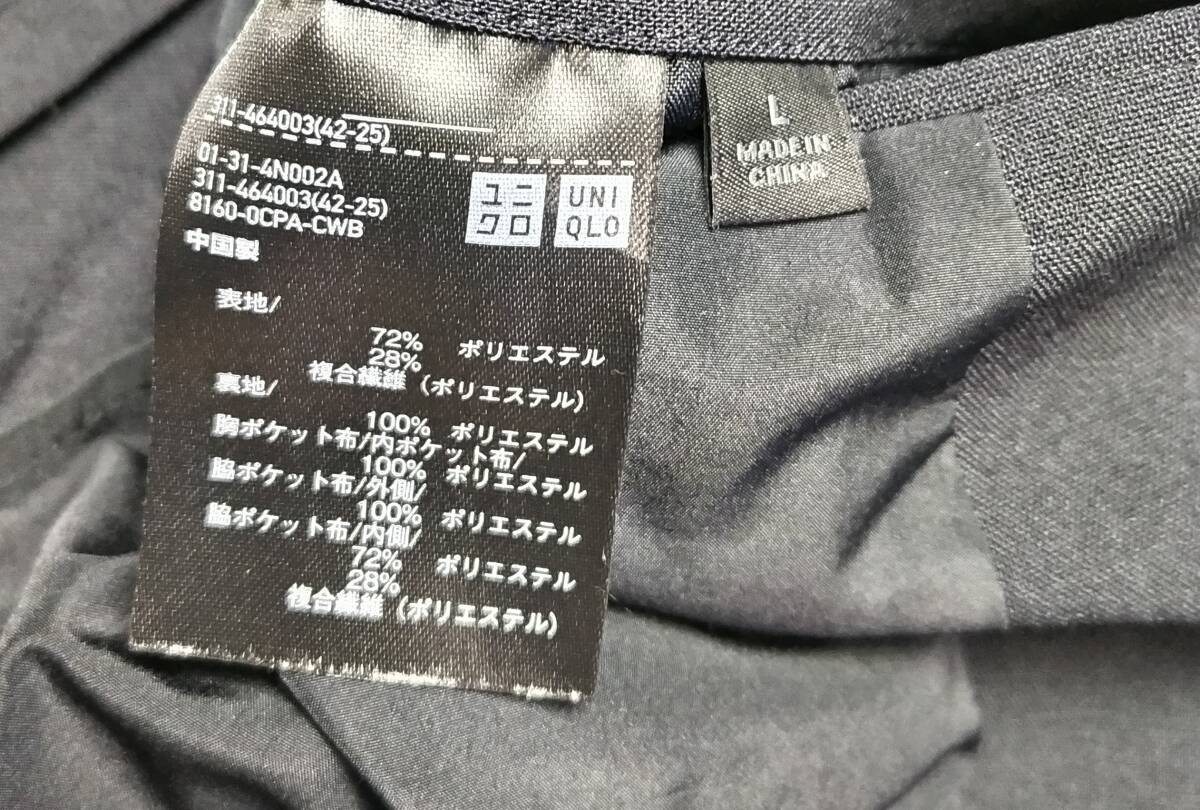 311-464003(42-25)
01-31-4N002A
311-464003(42-25)
8160-0CPA-CWB
中国製
ユニ
クロ
UNI
QLO
表地/
72% ポリエステル
28%
複合繊維(ポリエステル)
裏地/
100% ポリエステル
胸ポケット布/内ポケット布/
100% ポリエステル
脇ポケット布/外側/
100% ポリエステル
脇ポケット布/内側/
72% ポリエステル
28%
複合繊維(ポリエステル)
L
MADE IN
CHINA